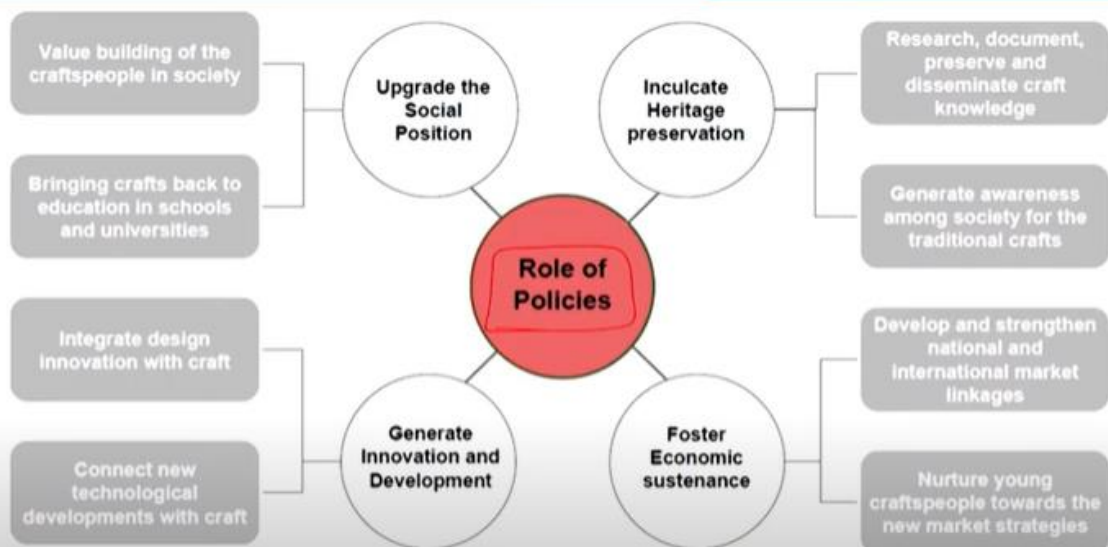 Value building of the
craftspeople in society
Upgrade the
Social
Position
Inculcate
Heritage
preservation
Research, document,
preserve and
disseminate craft
knowledge
Bringing crafts back to
education in schools
and universities
Generate awareness
among society for the
traditional crafts
Role of
Policies
Integrate design
innovation with craft
Develop and strengthen
national and
international market
linkages
Generate
Innovation and
Development
Foster
Economic
sustenance
Connect new
technological
developments with craft
Nurture young
craftspeople towards the
new market strategies